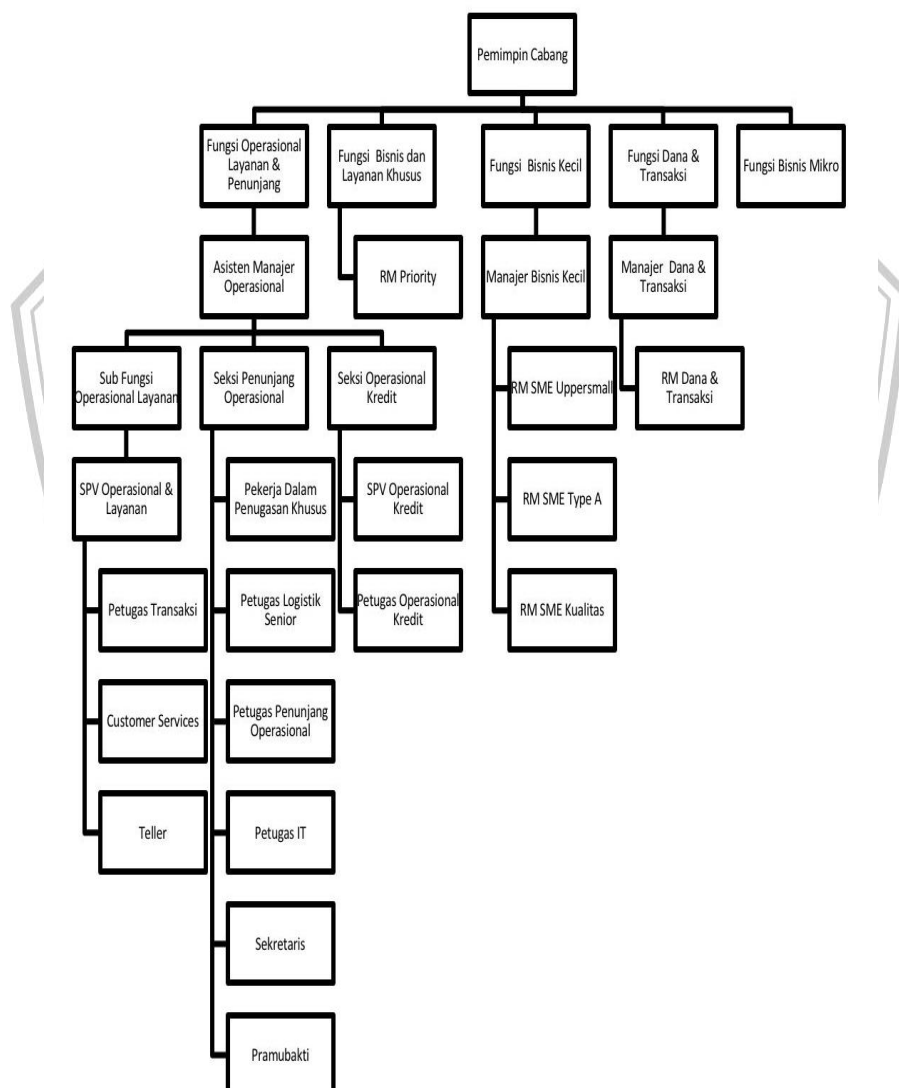 Pemimpin Cabang
Fungsi Operasional
Layanan &
Penunjang
Fungsi Bisnis dan
Layanan Khusus
Fungsi Bisnis Kecil
Fungsi Dana &
Transaksi
Fungsi Bisnis Mikro
Asisten Manajer
Operasional
RM Priority
Manajer Bisnis Kecil
Manajer Dana &
Transaksi
Sub Fungsi
Operasional Layanan
Seksi Penunjang
Operasional
Seksi Operasional
Kredit
RM SME Uppersmall
RM Dana &
Transaksi
SPV Operasional &
Layanan
Pekerja Dalam
Penugasan Khusus
SPV Operasional
Kredit
RM SME Type A
Petugas Transaksi
Petugas Logistik
Senior
Petugas Operasional
Kredit
RM SME Kualitas
Customer Services
Petugas Penunjang
Operasional
Teller
Petugas IT
Sekretaris
Pramubakti